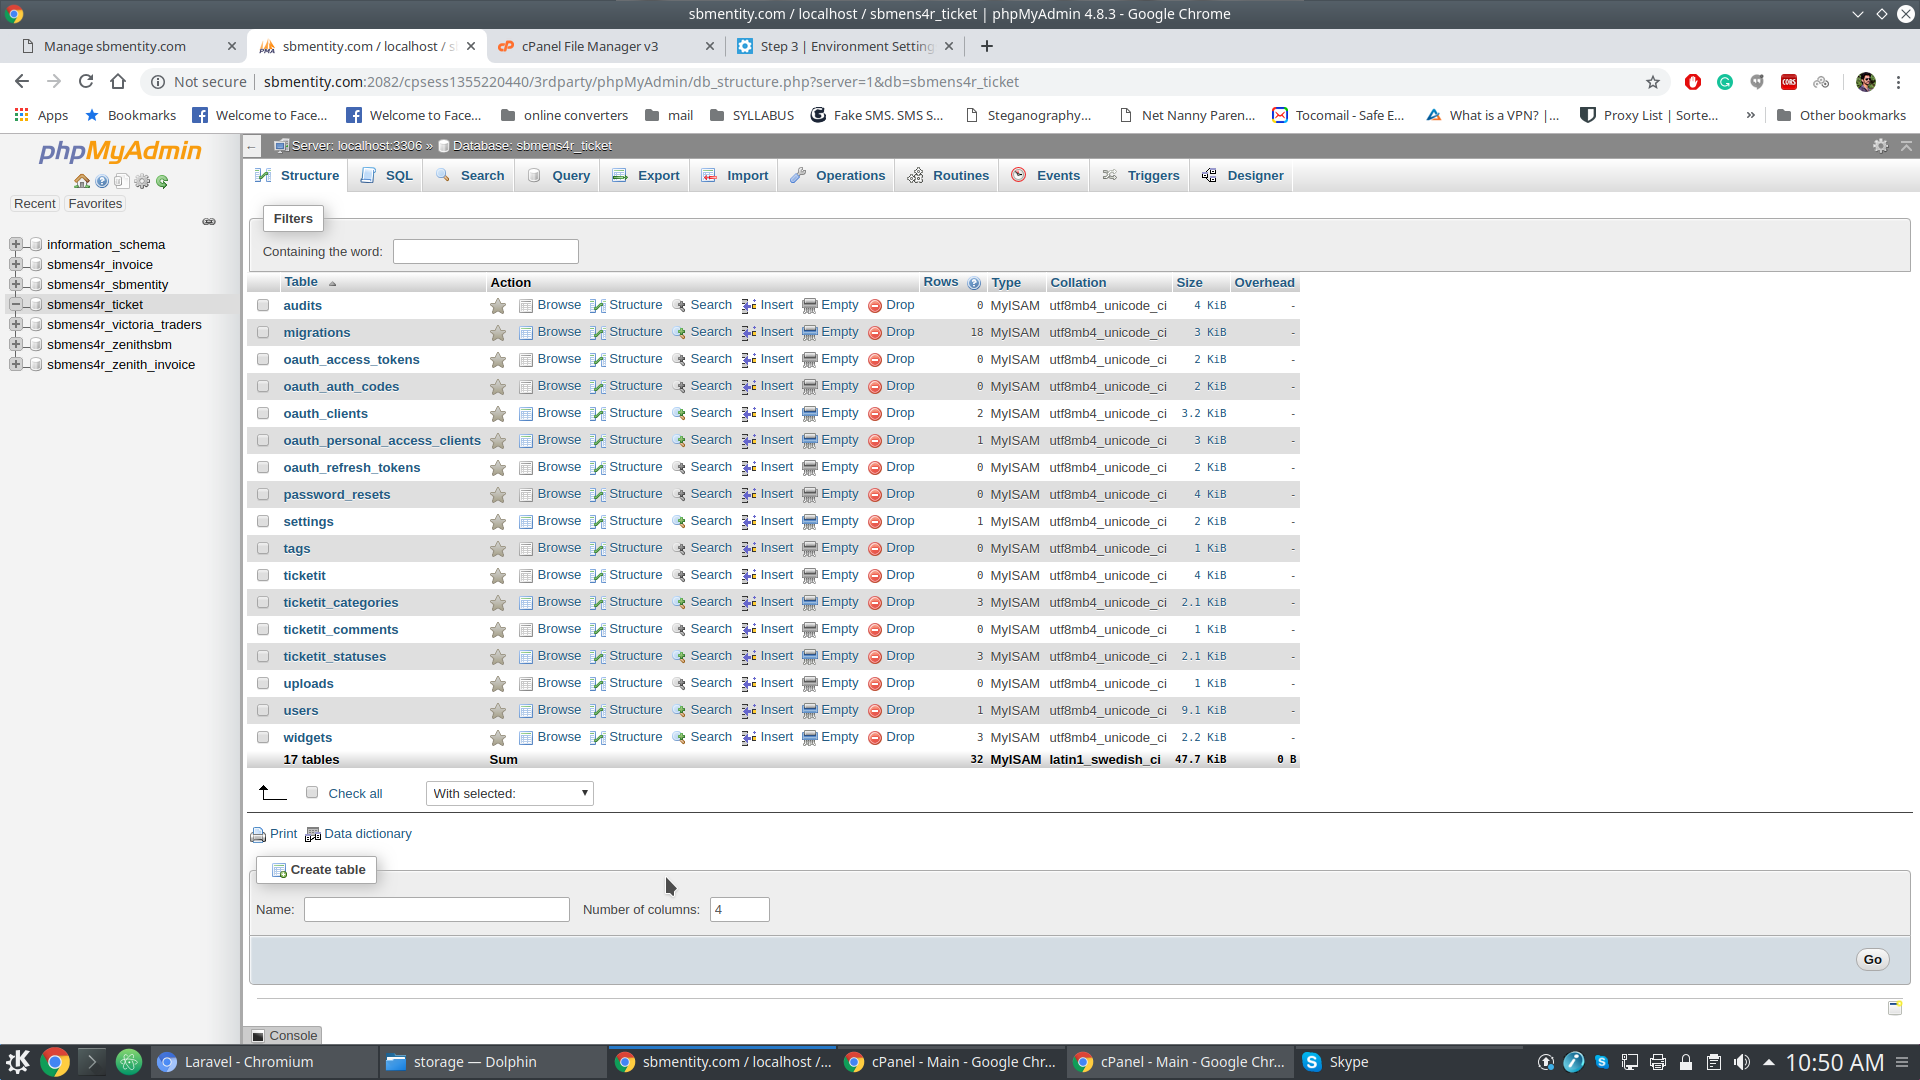 sbmentity.com / localhost / sbmens4r_ticket | phpMyAdmin 4.8.3 - Google Chrome
Manage sbmentity.com
sbmentity.com / localhost / s
cPanel File Manager v3
Step 3 | Environment Setting
Not secure | sbmentity.com:2082/cpsess1355220440/3rdparty/phpMyAdmin/db_structure.php?server=1&db=sbmens4r_ticket
Apps Bookmarks Welcome to Face... Welcome to Face... online converters mail SYLLABUS Fake SMS. SMS S... Steganography... Net Nanny Paren... Tocomail - Safe E... What is a VPN? |... Proxy List | Sorte... » Other bookmarks
phpMyAdmin
Recent Favorites
information_schema
sbmens4r_invoice
sbmens4r_sbmentity
sbmens4r_ticket
sbmens4r_victoria_traders
sbmens4r_zenithsbm
sbmens4r_zenith_invoice
Server: localhost:3306 » Database: sbmens4r_ticket
Structure SQL Search Query Export Import Operations Routines Events Triggers Designer
Filters
Containing the word:
Table Action Rows Type Collation Size Overhead
audits Browse Structure Search Insert Empty Drop 0 MyISAM utf8mb4_unicode_ci 4 KiB -
migrations Browse Structure Search Insert Empty Drop 18 MyISAM utf8mb4_unicode_ci 3 KiB -
oauth_access_tokens Browse Structure Search Insert Empty Drop 0 MyISAM utf8mb4_unicode_ci 2 KiB -
oauth_auth_codes Browse Structure Search Insert Empty Drop 0 MyISAM utf8mb4_unicode_ci 2 KiB -
oauth_clients Browse Structure Search Insert Empty Drop 2 MyISAM utf8mb4_unicode_ci 3.2 KiB -
oauth_personal_access_clients Browse Structure Search Insert Empty Drop 1 MyISAM utf8mb4_unicode_ci 3 KiB -
oauth_refresh_tokens Browse Structure Search Insert Empty Drop 0 MyISAM utf8mb4_unicode_ci 2 KiB -
password_resets Browse Structure Search Insert Empty Drop 0 MyISAM utf8mb4_unicode_ci 4 KiB -
settings Browse Structure Search Insert Empty Drop 1 MyISAM utf8mb4_unicode_ci 2 KiB -
tags Browse Structure Search Insert Empty Drop 0 MyISAM utf8mb4_unicode_ci 1 KiB -
ticketit Browse Structure Search Insert Empty Drop 0 MyISAM utf8mb4_unicode_ci 4 KiB -
ticketit_categories Browse Structure Search Insert Empty Drop 3 MyISAM utf8mb4_unicode_ci 2.1 KiB -
ticketit_comments Browse Structure Search Insert Empty Drop 0 MyISAM utf8mb4_unicode_ci 1 KiB -
ticketit_statuses Browse Structure Search Insert Empty Drop 3 MyISAM utf8mb4_unicode_ci 2.1 KiB -
uploads Browse Structure Search Insert Empty Drop 0 MyISAM utf8mb4_unicode_ci 1 KiB -
users Browse Structure Search Insert Empty Drop 1 MyISAM utf8mb4_unicode_ci 9.1 KiB -
widgets Browse Structure Search Insert Empty Drop 3 MyISAM utf8mb4_unicode_ci 2.2 KiB -
17 tables Sum 32 MyISAM latin1_swedish_ci 47.7 KiB 0 B
Check all With selected:
Print Data dictionary
Create table
Name: Number of columns: 4
Go
Console
Laravel - Chromium storage — Dolphin sbmentity.com / localhost /... cPanel - Main - Google Chr... cPanel - Main - Google Chr... Skype 10:50 AM